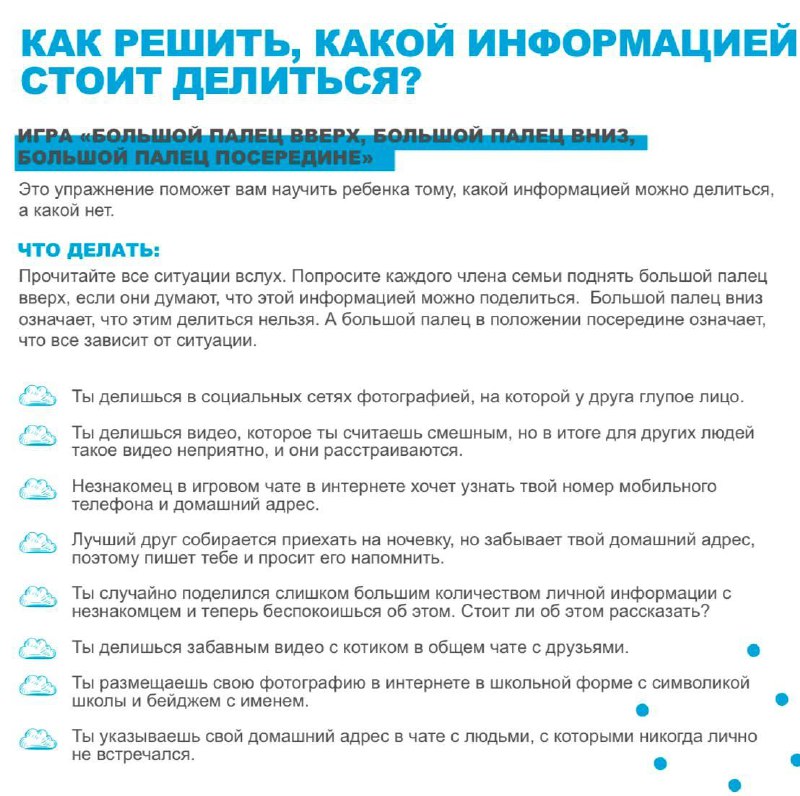 КАК РЕШИТЬ, КАКОЙ ИНФОРМАЦИЕЙ
СТОИТ ДЕЛИТЬСЯ?
ИГРА «БОЛЬШОЙ ПАЛЕЦ ВВЕРХ, БОЛЬШОЙ ПАЛЕЦ ВНИЗ,
БОЛЬШОЙ ПАЛЕЦ ПОСЕРЕДИНЕ»
Это упражнение поможет вам научить ребенка тому, какой информацией можно делиться,
а какой нет.
ЧТО ДЕЛАТЬ:
Прочитайте все ситуации вслух. Попросите каждого члена семьи поднять большой палец
вверх, если они думают, что этой информацией можно поделиться.  Большой палец вниз
означает, что этим делиться нельзя. А большой палец в положении посередине означает,
что все зависит от ситуации.
Ты делишься в социальных сетях фотографией, на которой у друга глупое лицо.
Ты делишься видео, которое ты считаешь смешным, но в итоге для других людей
такое видео неприятно, и они расстраиваются.
Незнакомец в игровом чате в интернете хочет узнать твой номер мобильного
телефона и домашний адрес.
Лучший друг собирается приехать на ночевку, но забывает твой домашний адрес,
поэтому пишет тебе и просит его напомнить.
Ты случайно поделился слишком большим количеством личной информации с
незнакомцем и теперь беспокоишься об этом. Стоит ли об этом рассказать?
Ты делишься забавным видео с котиком в общем чате с друзьями.
Ты размещаешь свою фотографию в интернете в школьной форме с символикой
школы и бейджем с именем.
Ты указываешь свой домашний адрес в чате с людьми, с которыми никогда лично
не встречался.